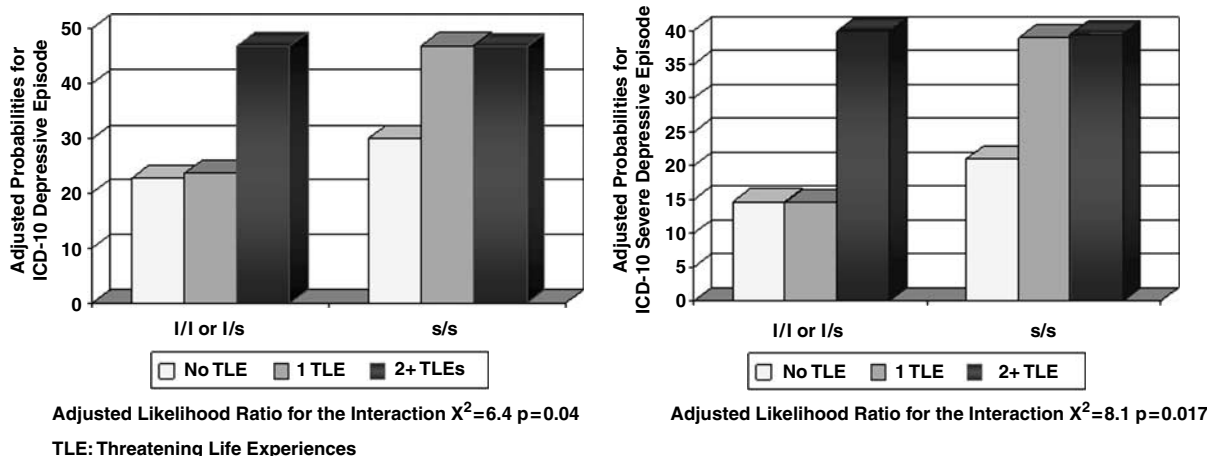 Adjusted Probabilities for
ICD-10 Depressive Episode
50
40
30
20
10
0
l/l or l/s
s/s
No TLE
1 TLE
2+ TLEs
Adjusted Likelihood Ratio for the Interaction X²=6.4 p=0.04
TLE: Threatening Life Experiences
Adjusted Probabilities for
ICD-10 Severe Depressive Episode
40
35
30
25
20
15
10
5
0
l/l or l/s
s/s
No TLE
1 TLE
2+ TLE
Adjusted Likelihood Ratio for the Interaction X²=8.1 p=0.017